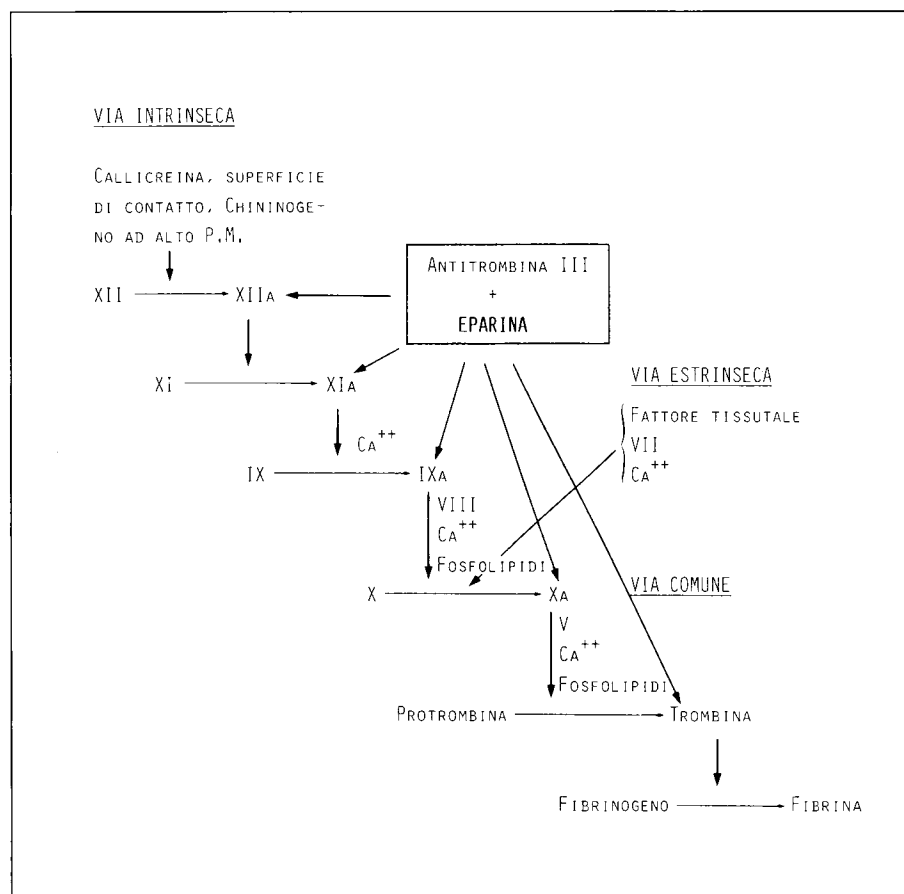 VIA INTRINSECA
CALLICREINA, SUPERFICIE
DI CONTATTO, CHININOGE-
NO AD ALTO P.M.
ANTITROMBINA III
+
EPARINA
XII XIIA
XI XIA
VIA ESTRINSECA
FATTORE TISSUTALE
VII
CA++
CA++
IX IXA
VIII
CA++
FOSFOLIPIDI
X XA
VIA COMUNE
V
CA++
FOSFOLIPIDI
PROTROMBINA TROMBINA
FIBRINOGENO FIBRINA